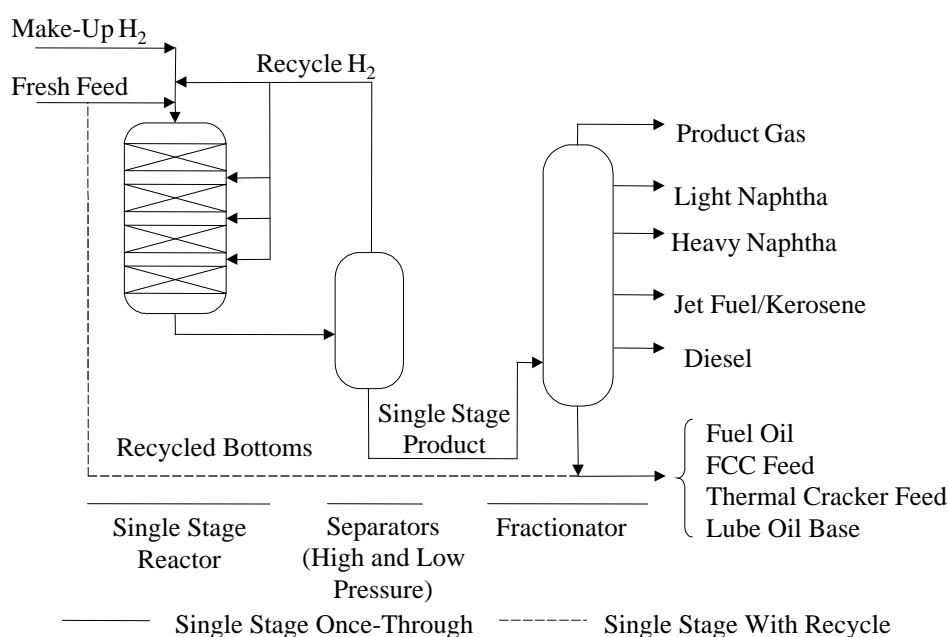 Make-Up H2
Recycle H2
Fresh Feed
Product Gas
Light Naphtha
Heavy Naphtha
Jet Fuel/Kerosene
Diesel
Single Stage
Product
Recycled Bottoms
Fuel Oil
FCC Feed
Thermal Cracker Feed
Lube Oil Base
Single Stage
Reactor
Separators
(High and Low
Pressure)
Fractionator
Single Stage Once-Through
Single Stage With Recycle